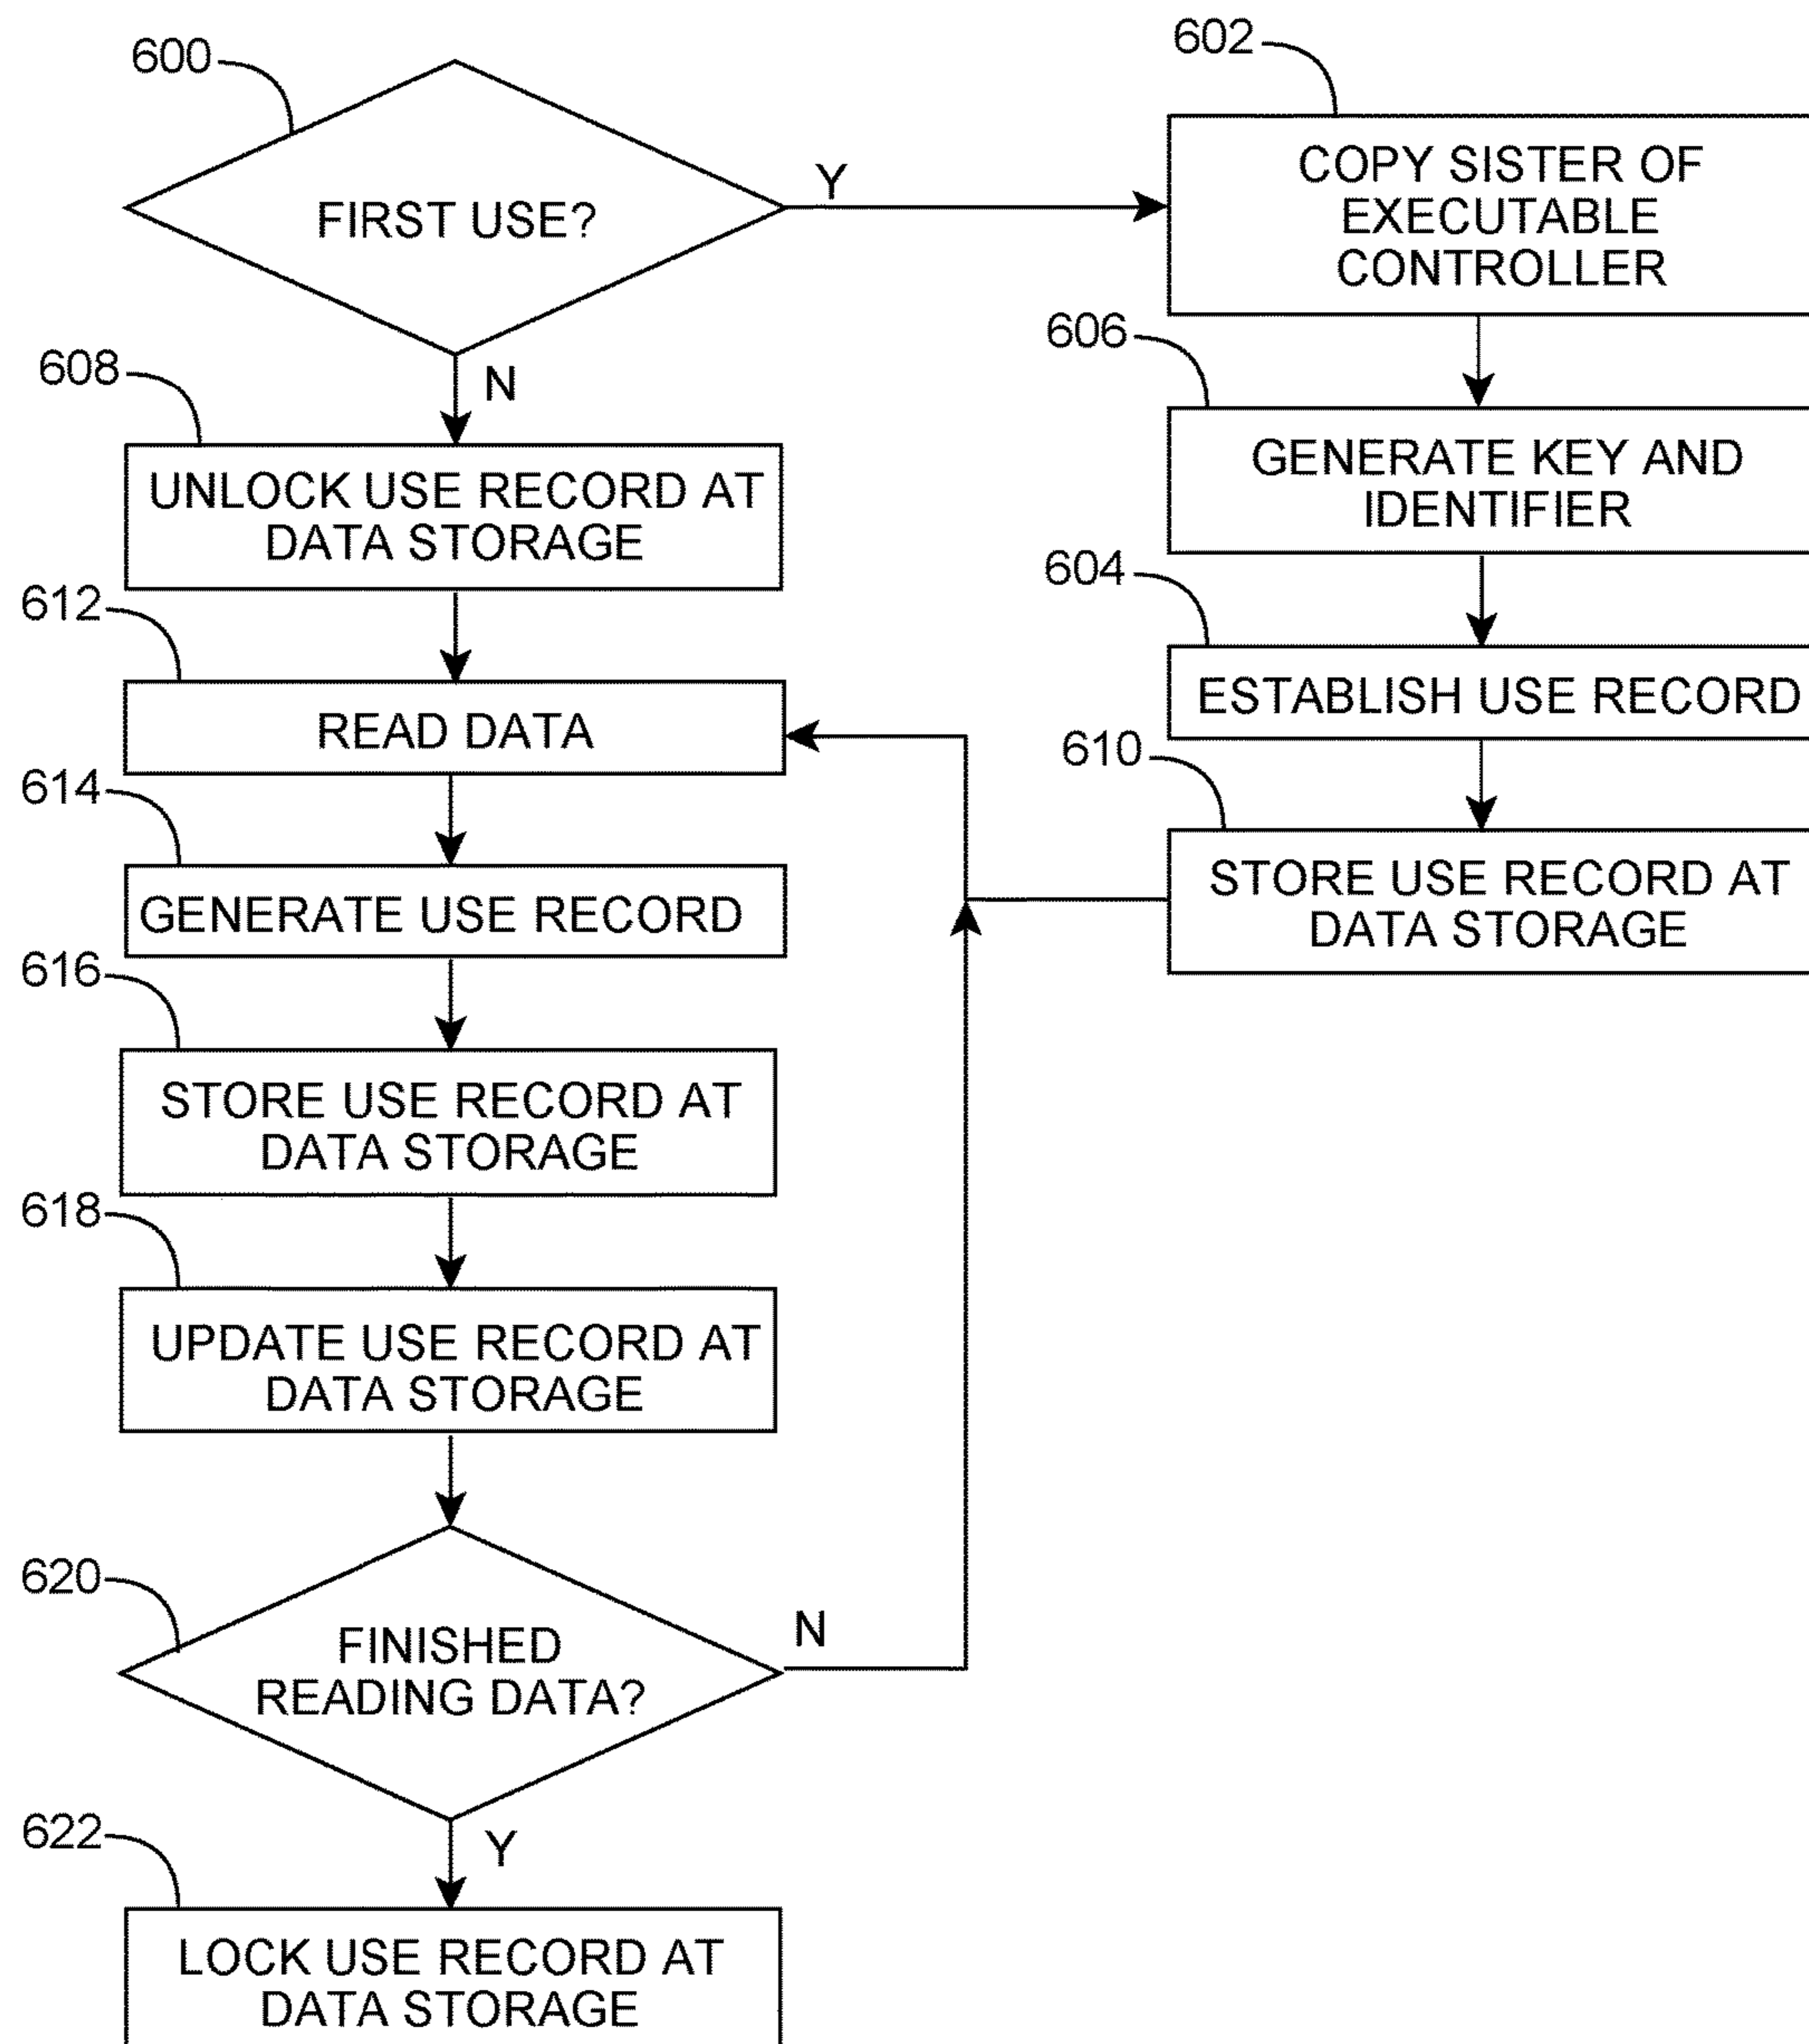 600
602
FIRST USE?
Y
COPY SISTER OF
EXECUTABLE
CONTROLLER
606
608
N
GENERATE KEY AND
IDENTIFIER
UNLOCK USE RECORD AT
DATA STORAGE
604
612
ESTABLISH USE RECORD
READ DATA
610
614
STORE USE RECORD AT
DATA STORAGE
GENERATE USE RECORD
616
STORE USE RECORD AT
DATA STORAGE
618
UPDATE USE RECORD AT
DATA STORAGE
620
FINISHED
READING DATA?
N
622
Y
LOCK USE RECORD AT
DATA STORAGE